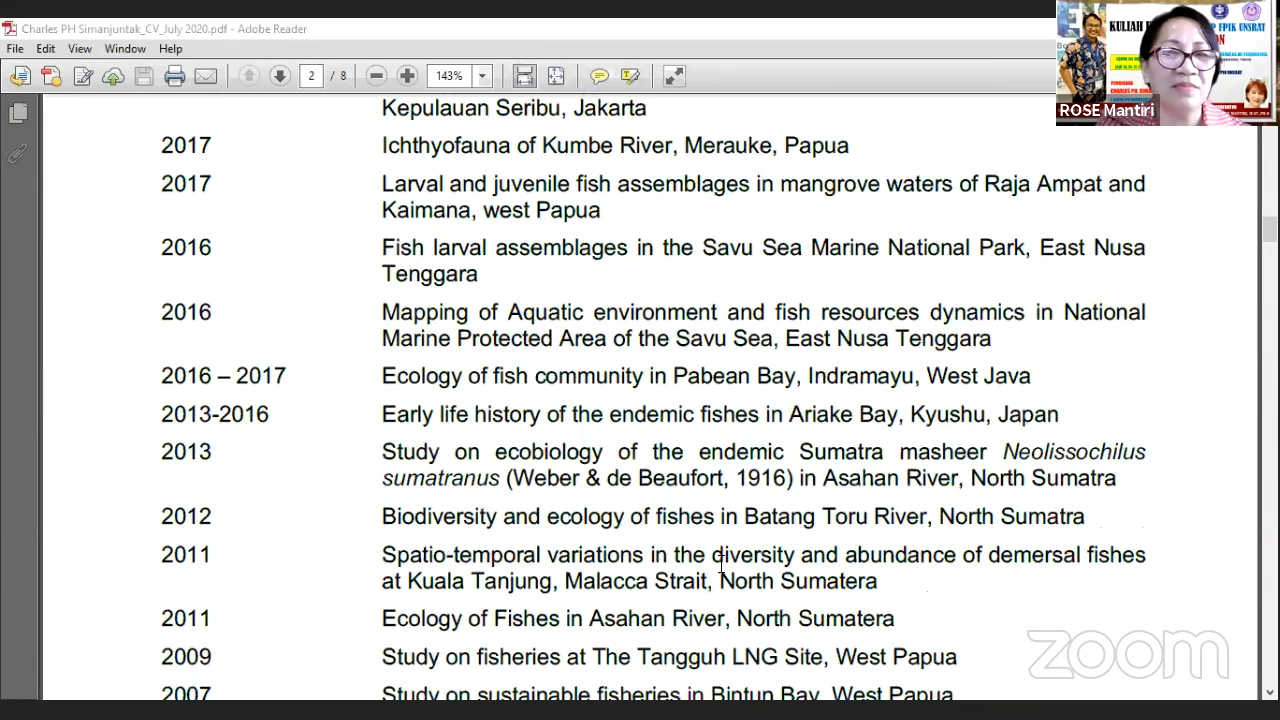 Charles PH Simanjuntak_CV_July 2020.pdf - Adobe Reader
File Edit View Window Help
2 / 8 143%
KULIAH
FPIK UNSRAT
ROSE Mantiri
Kepulauan Seribu, Jakarta
2017 Ichthyofauna of Kumbe River, Merauke, Papua
2017 Larval and juvenile fish assemblages in mangrove waters of Raja Ampat and
Kaimana, west Papua
2016 Fish larval assemblages in the Savu Sea Marine National Park, East Nusa
Tenggara
2016 Mapping of Aquatic environment and fish resources dynamics in National
Marine Protected Area of the Savu Sea, East Nusa Tenggara
2016 – 2017 Ecology of fish community in Pabean Bay, Indramayu, West Java
2013-2016 Early life history of the endemic fishes in Ariake Bay, Kyushu, Japan
2013 Study on ecobiology of the endemic Sumatra masheer Neolissochilus
sumatranus (Weber & de Beaufort, 1916) in Asahan River, North Sumatra
2012 Biodiversity and ecology of fishes in Batang Toru River, North Sumatra
2011 Spatio-temporal variations in the diversity and abundance of demersal fishes
at Kuala Tanjung, Malacca Strait, North Sumatera
2011 Ecology of Fishes in Asahan River, North Sumatera
2009 Study on fisheries at The Tangguh LNG Site, West Papua
2007 Study on sustainable fisheries in Bintun Bay, West Papua
zoom